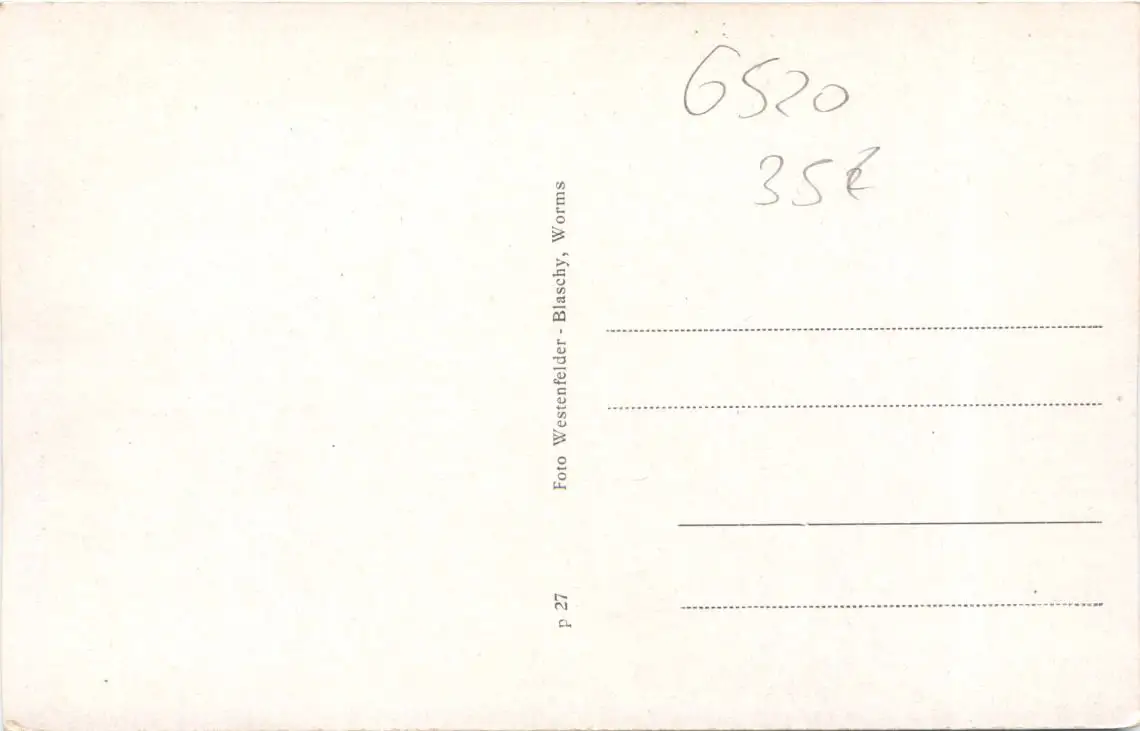 6520
35€
Foto Westenfelder - Blaschy, Worms
p 27